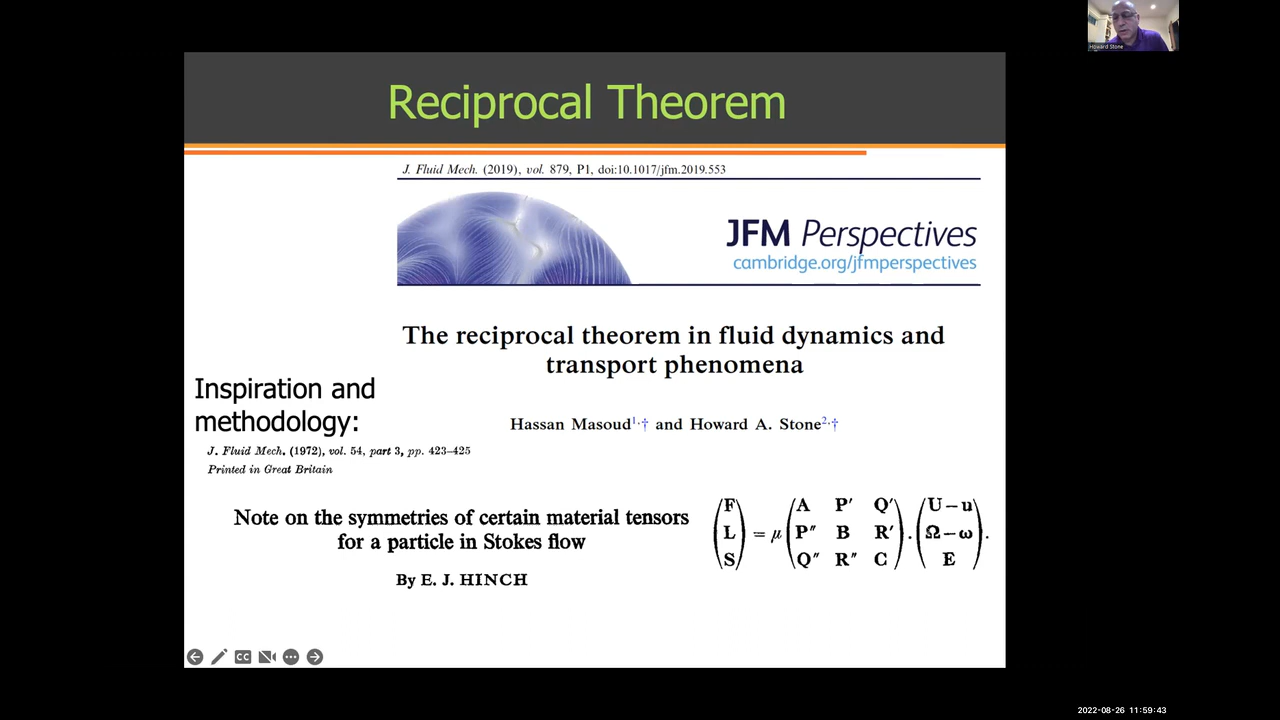 Howard Stone
Reciprocal Theorem
J. Fluid Mech. (2019), vol. 879, P1, doi:10.1017/jfm.2019.553
JFM Perspectives
cambridge.org/jfmperspectives
The reciprocal theorem in fluid dynamics and
transport phenomena
Hassan Masoud1,† and Howard A. Stone2,†
Inspiration and
methodology:
J. Fluid Mech. (1972), vol. 54, part 3, pp. 423–425
Printed in Great Britain
Note on the symmetries of certain material tensors
for a particle in Stokes flow
By E. J. HINCH
(F) (A P′ Q′) (U−u)
(L) = μ (P″ B R′) . (Ω−ω) .
(S) (Q″ R″ C) (E)
CC
2022-08-26 11:59:43